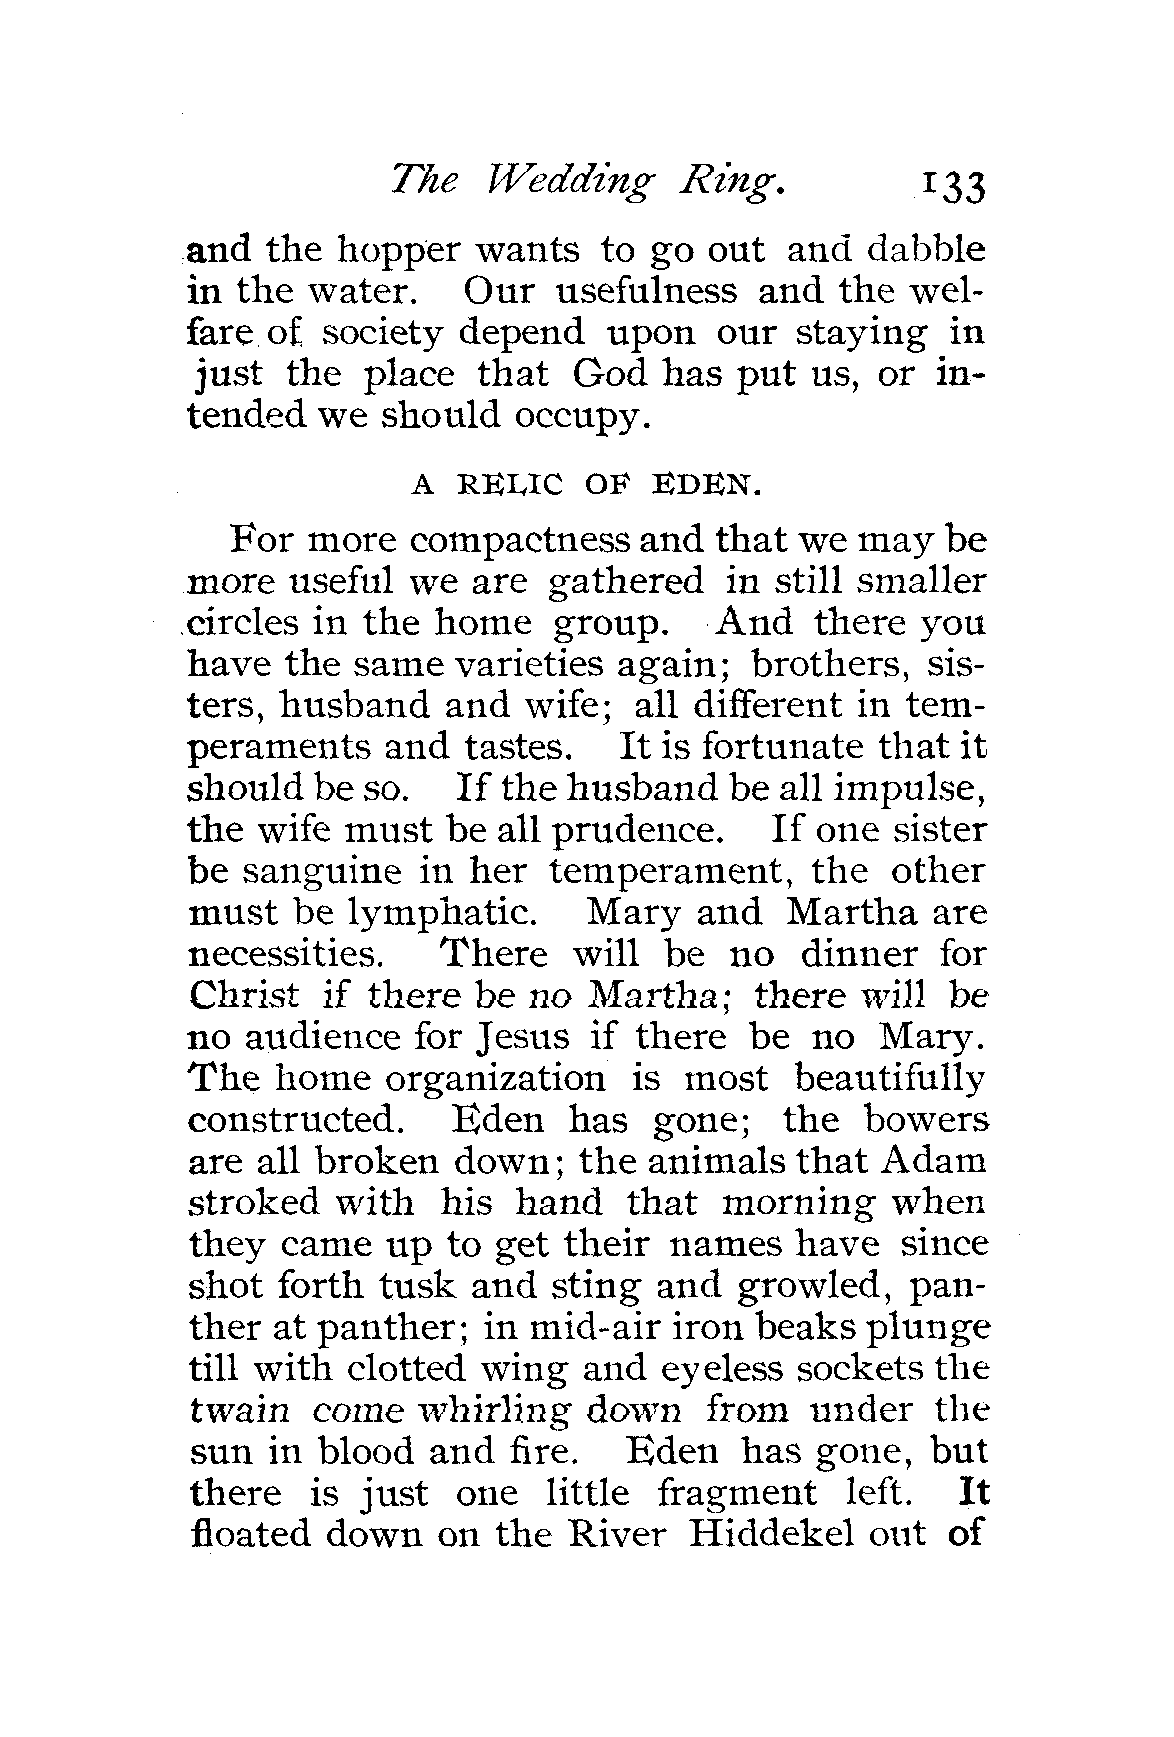 The Wedding Ring. 133
and the hopper wants to go out and dabble
in the water. Our usefulness and the wel-
fare of society depend upon our staying in
just the place that God has put us, or in-
tended we should occupy.
A RELIC OF EDEN.
For more compactness and that we may be
more useful we are gathered in still smaller
circles in the home group. And there you
have the same varieties again; brothers, sis-
ters, husband and wife; all different in tem-
peraments and tastes. It is fortunate that it
should be so. If the husband be all impulse,
the wife must be all prudence. If one sister
be sanguine in her temperament, the other
must be lymphatic. Mary and Martha are
necessities. There will be no dinner for
Christ if there be no Martha; there will be
no audience for Jesus if there be no Mary.
The home organization is most beautifully
constructed. Eden has gone; the bowers
are all broken down; the animals that Adam
stroked with his hand that morning when
they came up to get their names have since
shot forth tusk and sting and growled, pan-
ther at panther; in mid-air iron beaks plunge
till with clotted wing and eyeless sockets the
twain come whirling down from under the
sun in blood and fire. Eden has gone, but
there is just one little fragment left. It
floated down on the River Hiddekel out of